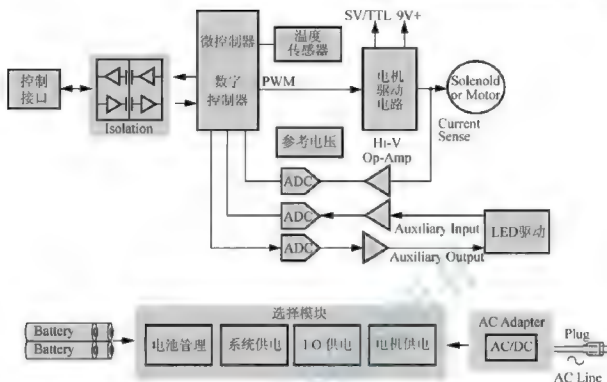 SV/TTL 9V+
微控制器
温度
传感器
控制
接口
Isolation
数字
控制器
PWM
电机
驱动
电路
Solenold
or Motor
Current
Sense
参考电压
Hi-V
Op-Amp
ADC
ADC
Auxiliary Input
ADC
Auxiliary Output
LED驱动
选择模块
Battery
Battery
电池管理
系统供电
I O 供电
电机供电
AC Adapter
AC/DC
Plug
AC Line